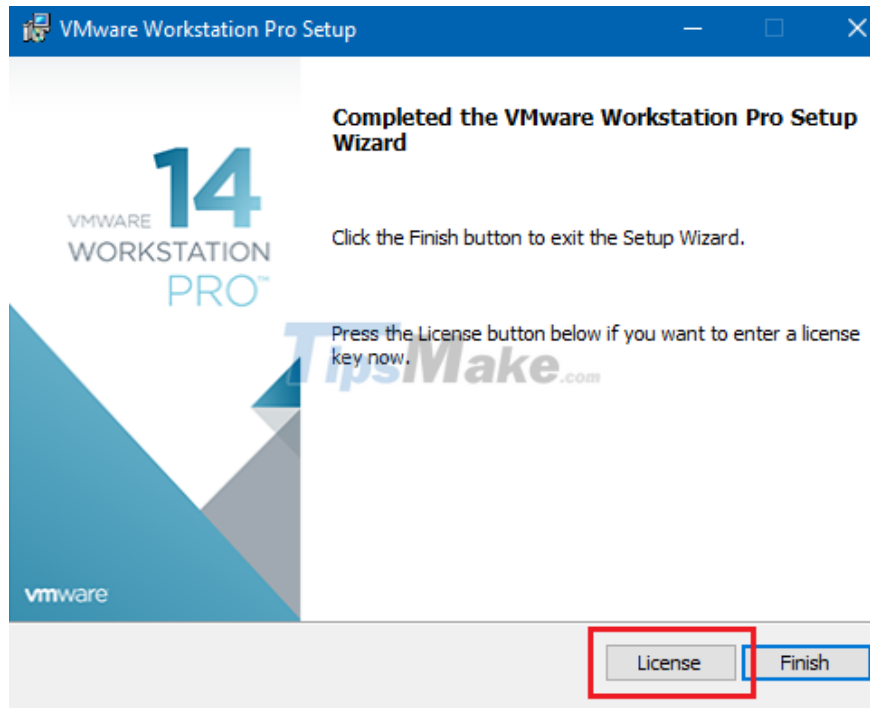 VMware Workstation Pro Setup
Completed the VMware Workstation Pro Setup
Wizard
14
VMWARE
WORKSTATION
PRO™
Click the Finish button to exit the Setup Wizard.
Press the License button below if you want to enter a license
key now.
TipsMake.com
vmware
License
Finish